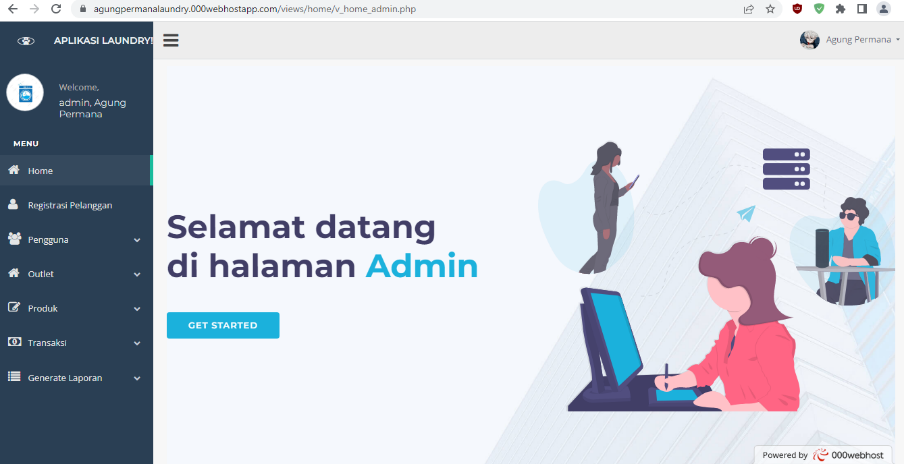 agungpermanalaundry.000webhostapp.com/views/home/v_home_admin.php
APLIKASI LAUNDRY!
Agung Permana
Welcome,
admin, Agung
Permana
MENU
Home
Registrasi Pelanggan
Pengguna
Outlet
Produk
Transaksi
Generate Laporan
Selamat datang
di halaman Admin
GET STARTED
Powered by 000webhost